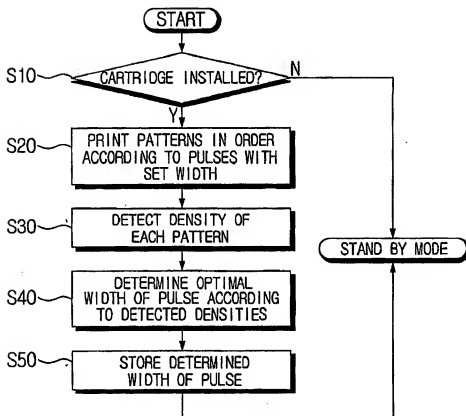 START
S10
CARTRIDGE INSTALLED?
N
Y
S20
PRINT PATTERNS IN ORDER
ACCORDING TO PULSES WITH
SET WIDTH
S30
DETECT DENSITY OF
EACH PATTERN
STAND BY MODE
S40
DETERMINE OPTIMAL
WIDTH OF PULSE ACCORDING
TO DETECTED DENSITIES
S50
STORE DETERMINED
WIDTH OF PULSE